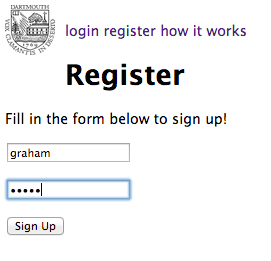 DARTMOUTH
VOX CLAMANTIS IN DESERTO
1769
login register how it works
Register
Fill in the form below to sign up!
graham
•••••
Sign Up